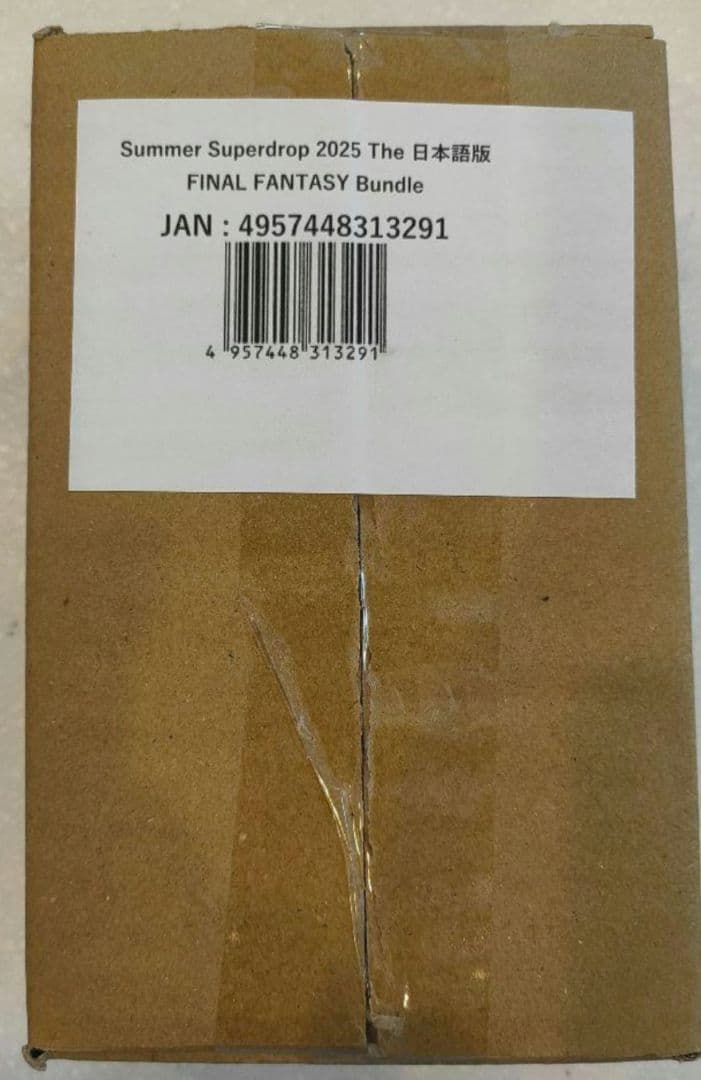 Summer Superdrop 2025 The 日本語版
FINAL FANTASY Bundle
JAN : 4957448313291
4 957448 313291